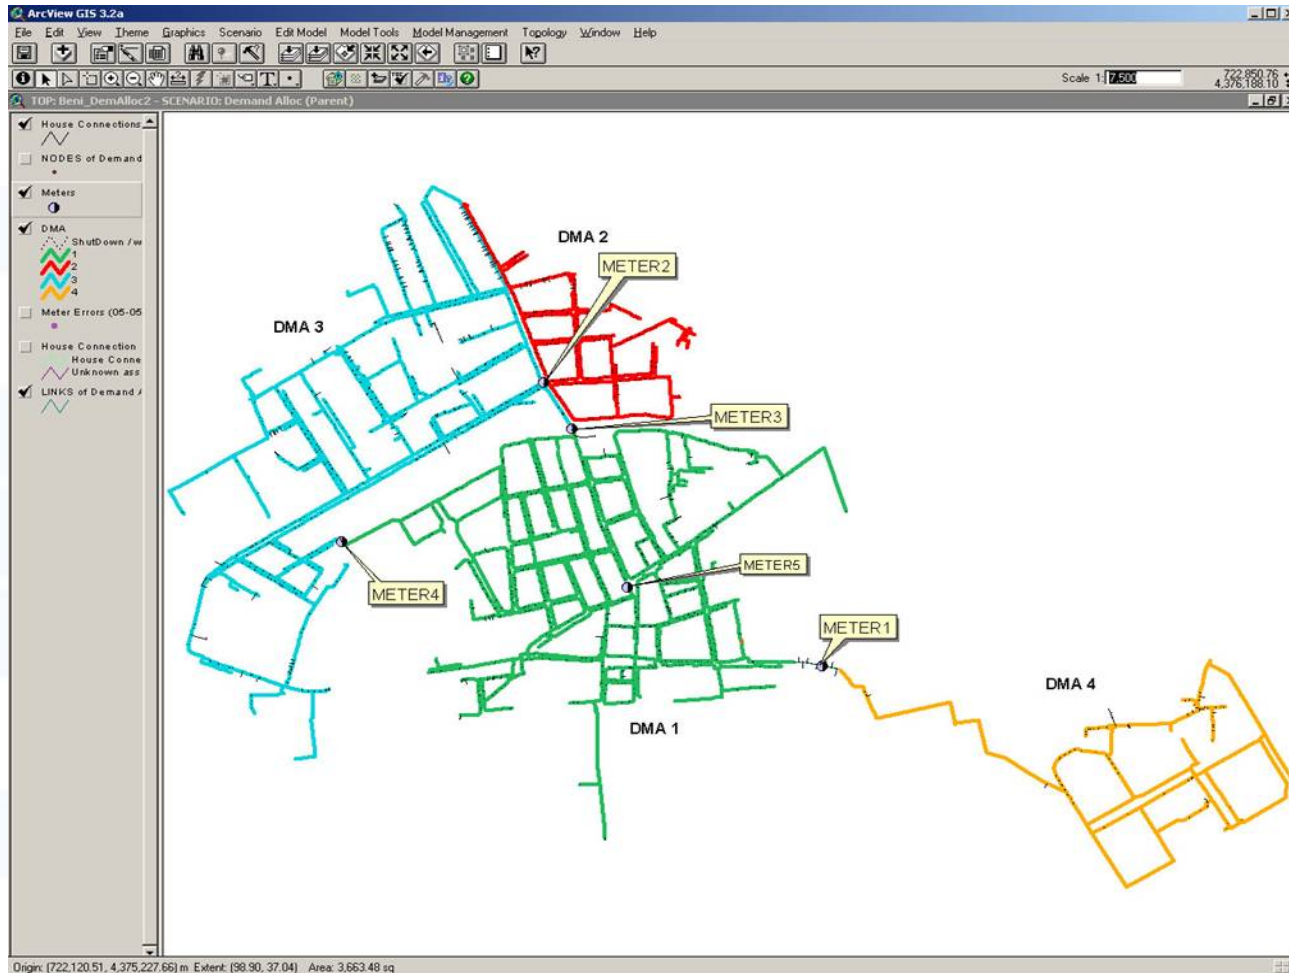 ArcView GIS 3.2a
File Edit View Theme Graphics Scenario Edit Model Model Tools Model Management Topology Window Help
Scale 1: 7,500
722,850.76
4,376,188.10
TOP: Beni_DemAlloc2 - SCENARIO: Demand Alloc (Parent)
House Connections
NODES of Demand
Meters
DMA
ShutDown /w
1
2
3
4
Meter Errors (05-05
House Connection
House Conne
Unknown ass
LINKS of Demand A
DMA 2
METER2
DMA 3
METER3
METER5
METER4
METER1
DMA 4
DMA 1
Origin: (722,120.51, 4,375,227.66) m Extent: (98.90, 37.04) Area: 3,663.48 sq